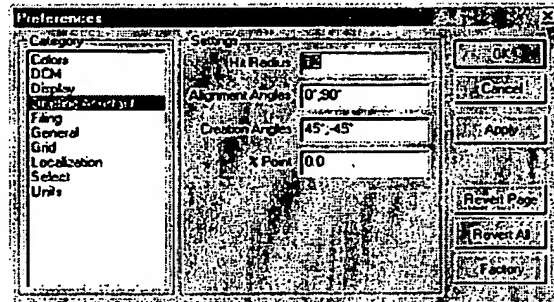 Preferences
Category
Colors
DCM
Display
Drafting Assistant
Filing
General
Grid
Localization
Select
Units
Settings
Hit Radius
Alignment Angles 0°;90°
Creation Angles 45°;-45°
X Point 0.0
OK
Cancel
Apply
Revert Page
Revert All
Factory